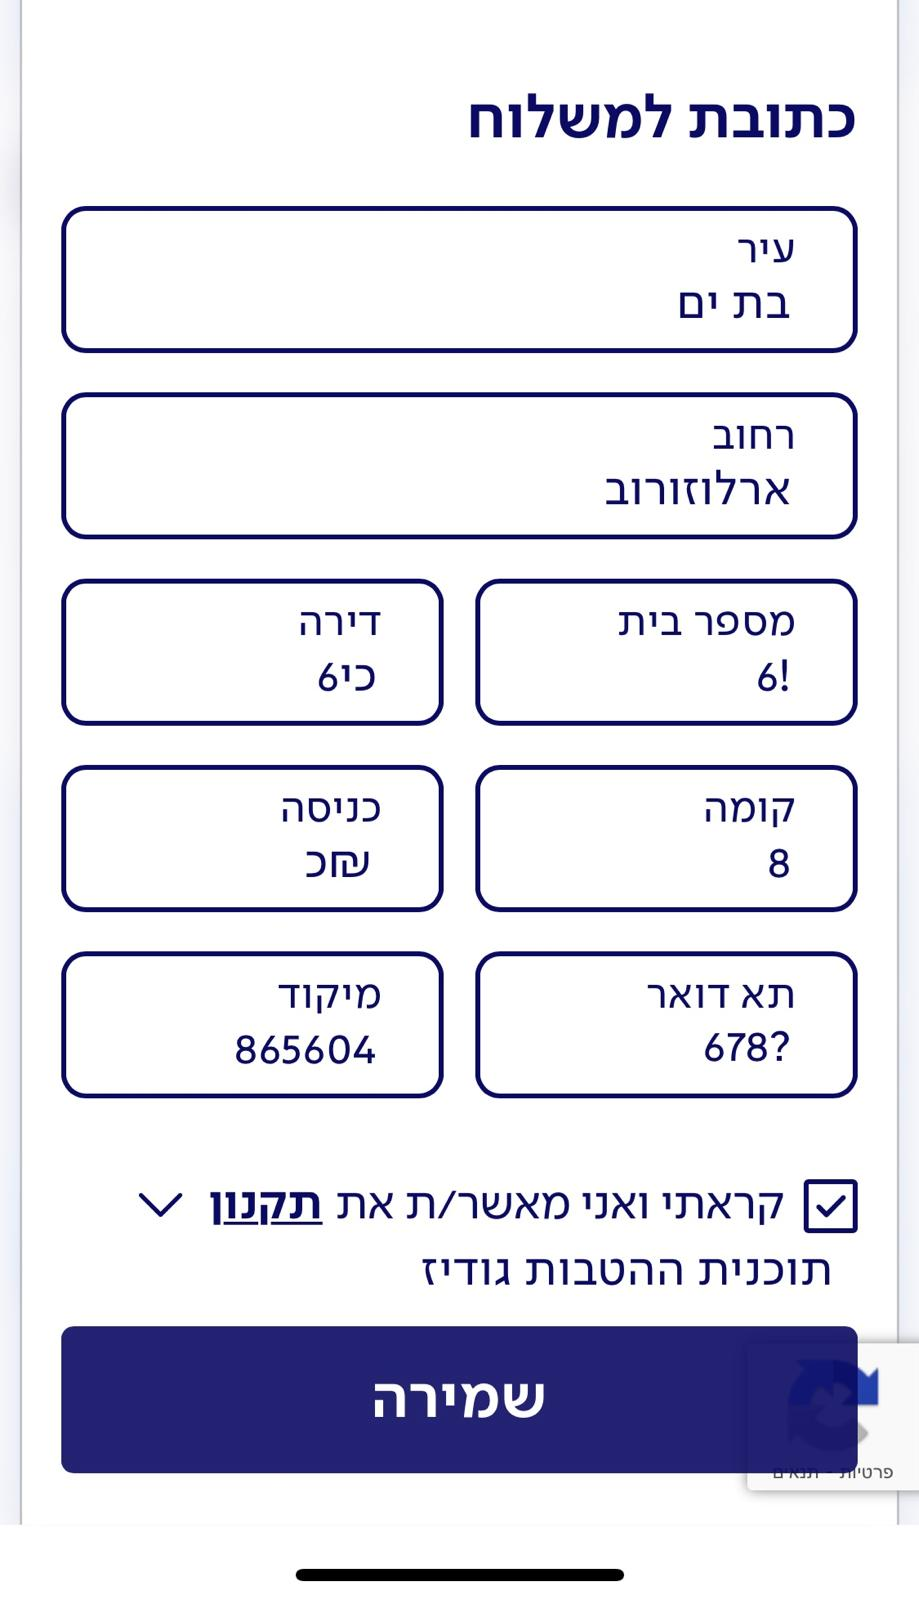 כתובת למשלוח
עיר
בת ים
רחוב
ארלוזורוב
מספר בית
6!
דירה
כי6
קומה
8
כניסה
₪כ
תא דואר
678?
מיקוד
865604
קראתי ואני מאשר/ת את תקנון
תוכנית ההטבות גודיז
שמירה
פרטיות - תנאים